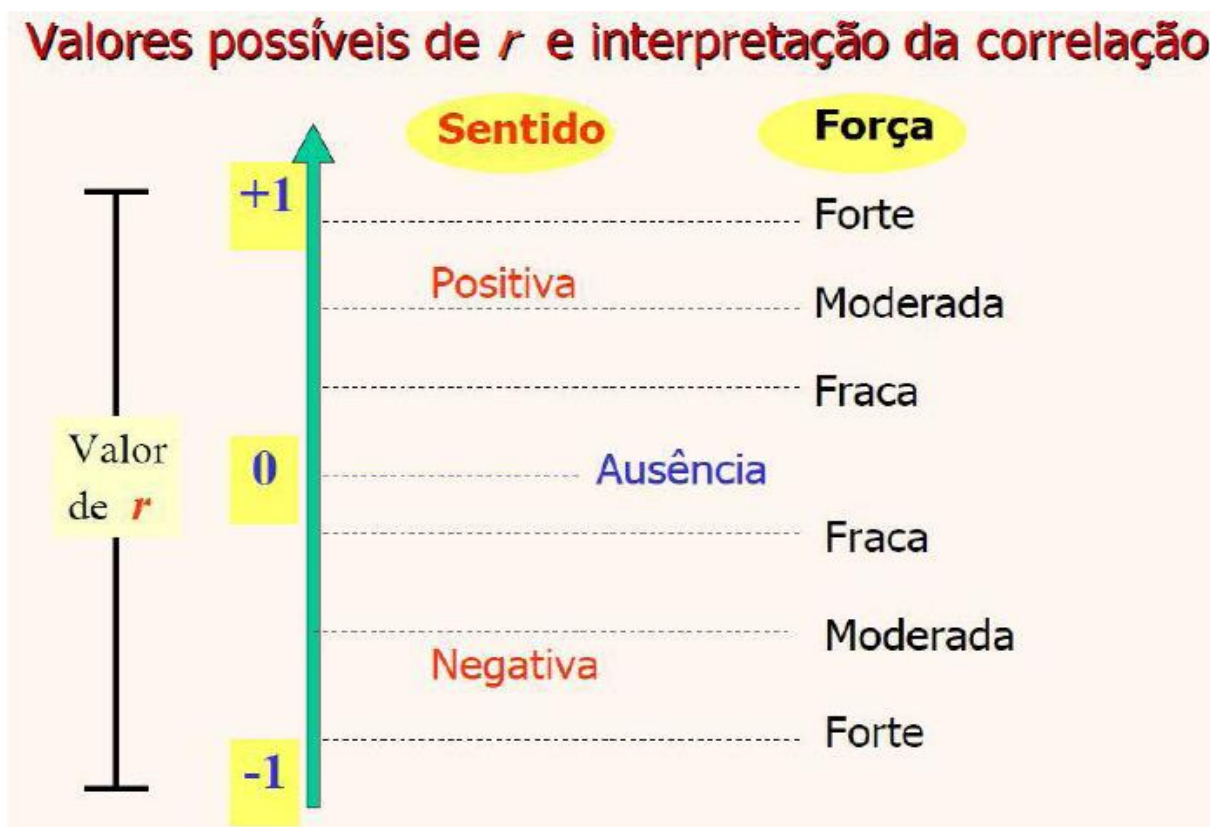 Valores possíveis de r e interpretação da correlação
Sentido
Força
+1
Forte
Positiva
Moderada
Fraca
Valor
de r
0
Ausência
Fraca
Moderada
Negativa
Forte
-1